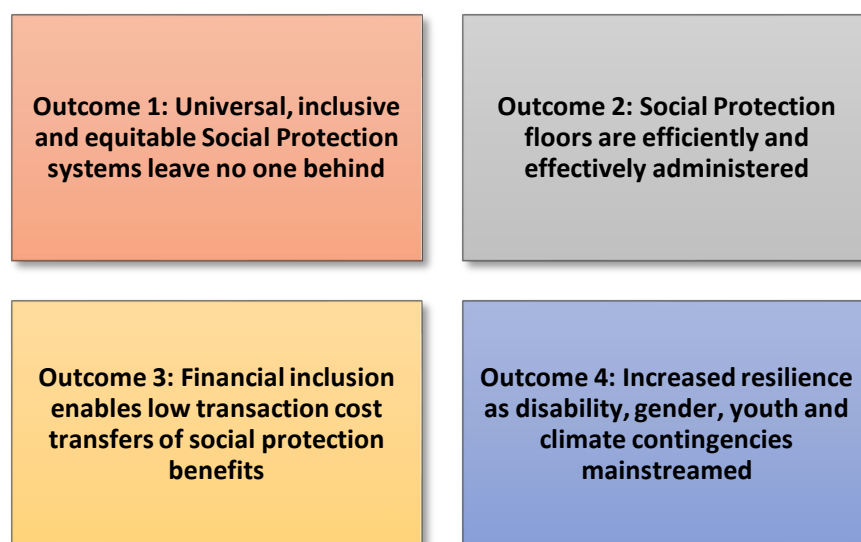 Outcome 1: Universal, inclusive
and equitable Social Protection
systems leave no one behind
Outcome 2: Social Protection
floors are efficiently and
effectively administered
Outcome 3: Financial inclusion
enables low transaction cost
transfers of social protection
benefits
Outcome 4: Increased resilience
as disability, gender, youth and
climate contingencies
mainstreamed